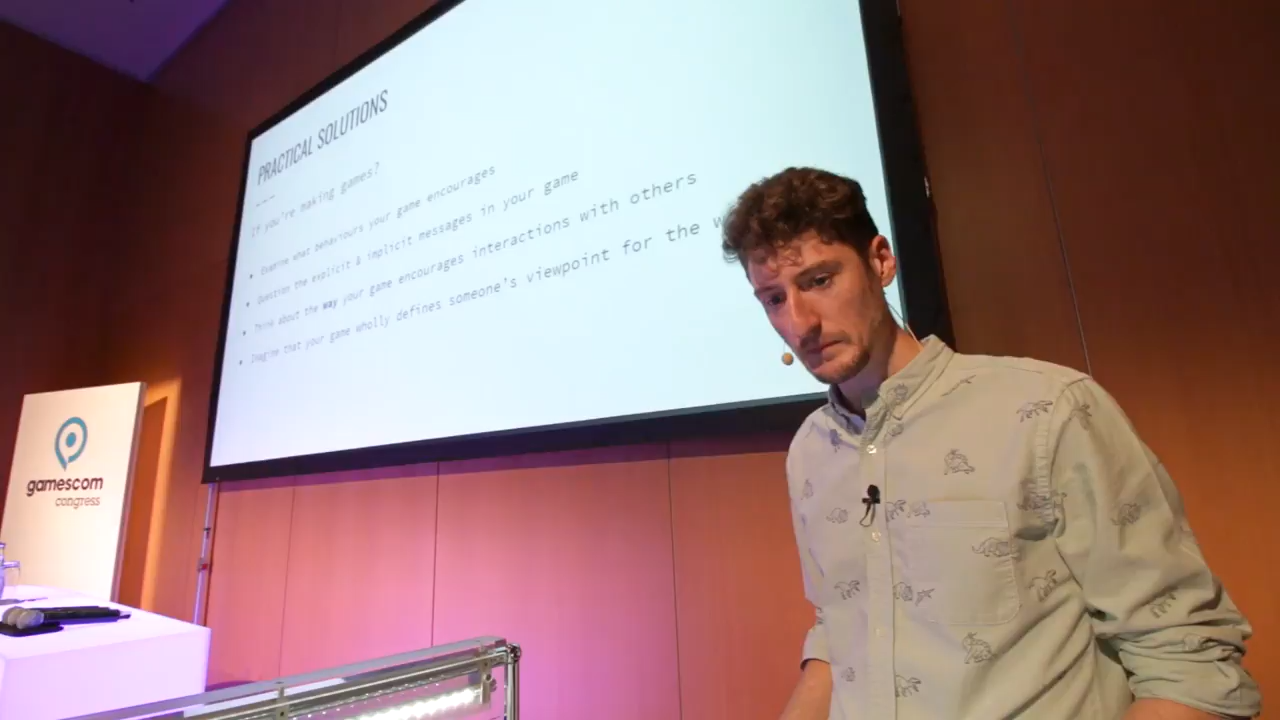 PRACTICAL SOLUTIONS
If you're making games?
Examine what behaviours your game encourages
Question the explicit & implicit messages in your game
Think about the way your game encourages interactions with others
Imagine that your game wholly defines someone's viewpoint for the
gamescom
congress